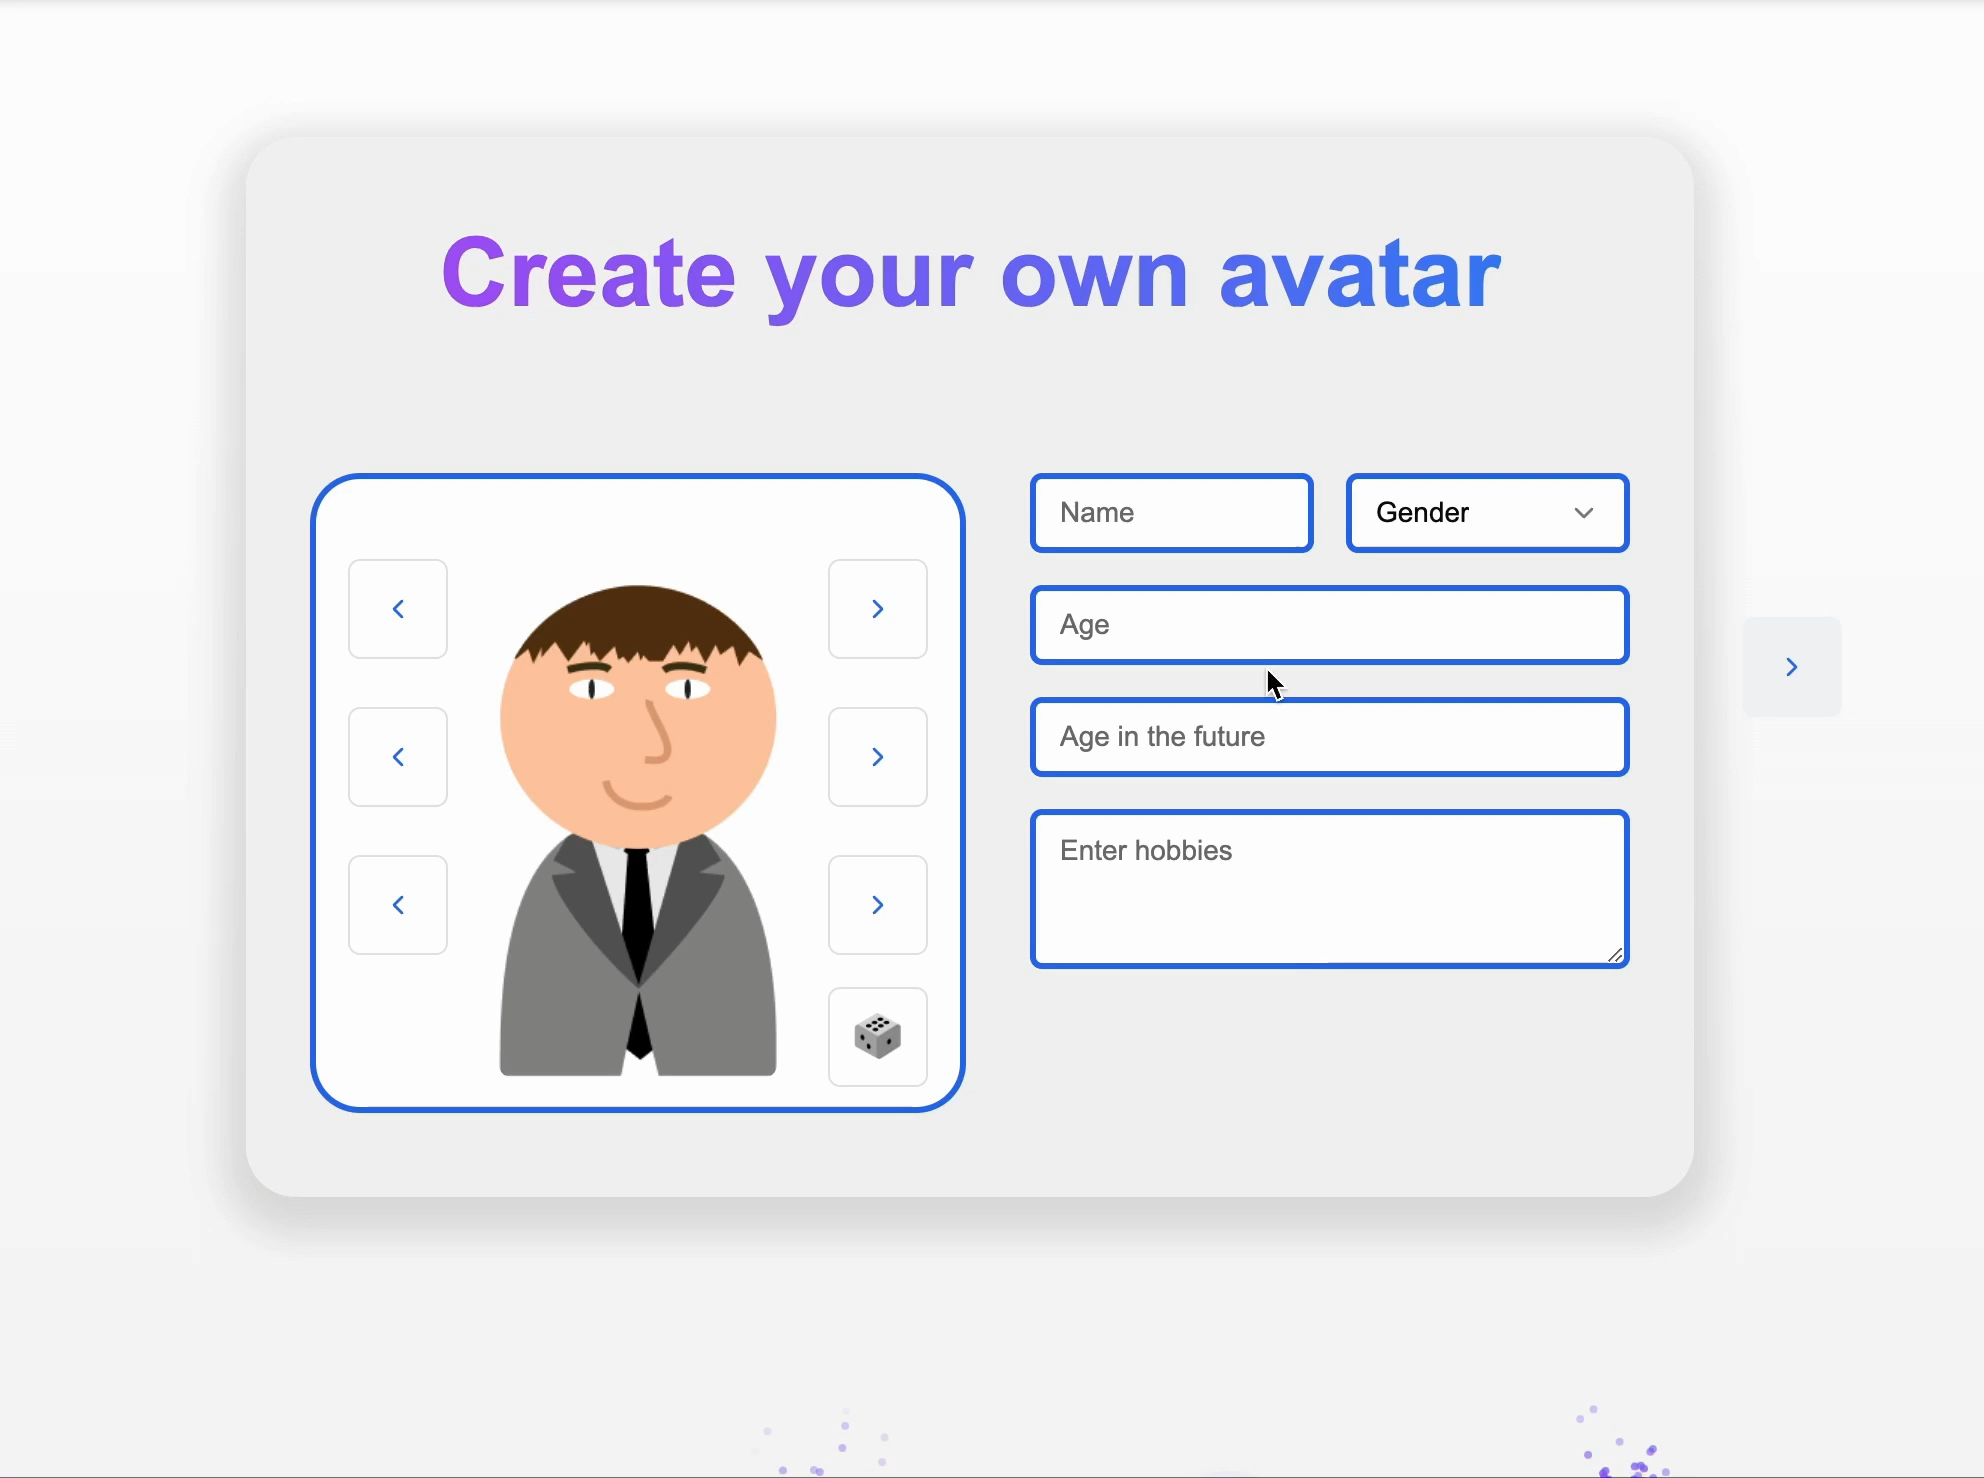 Create your own avatar
Name
Gender
Age
Age in the future
Enter hobbies